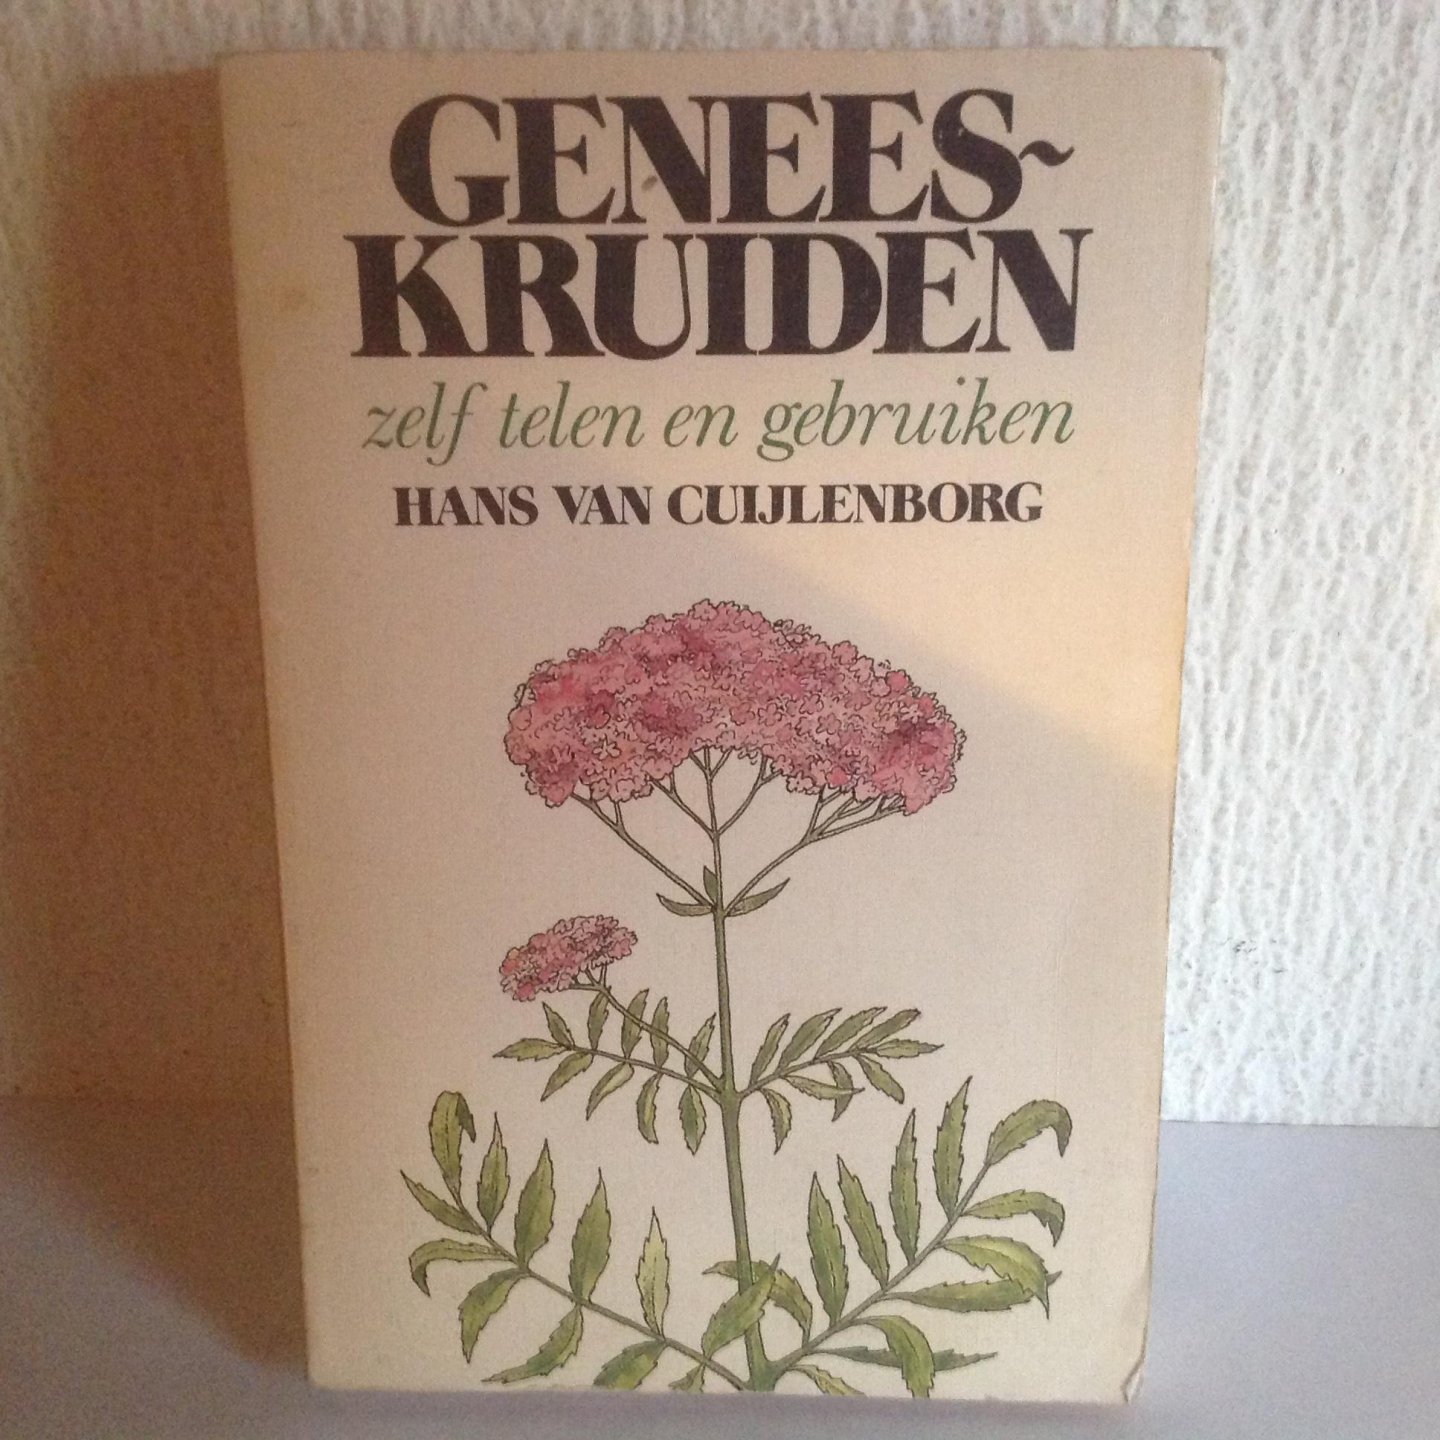 GENEES-
KRUIDEN
zelf telen en gebruiken
HANS VAN CUIJLENBORG